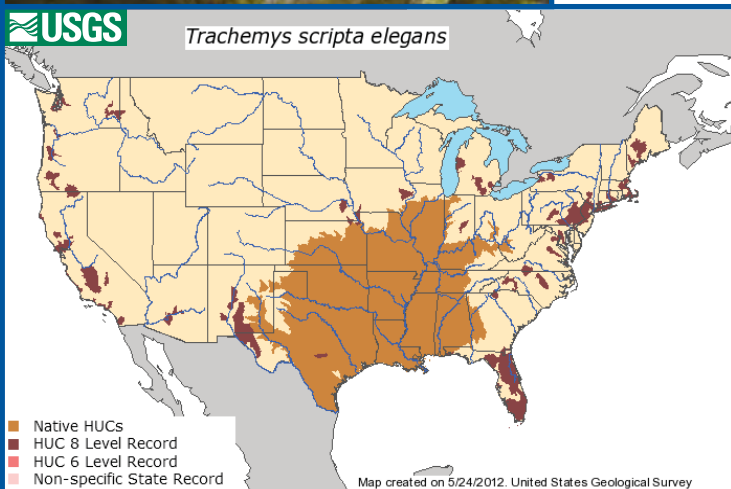 USGS
Trachemys scripta elegans
Native HUCs
HUC 8 Level Record
HUC 6 Level Record
Non-specific State Record
Map created on 5/24/2012. United States Geological Survey